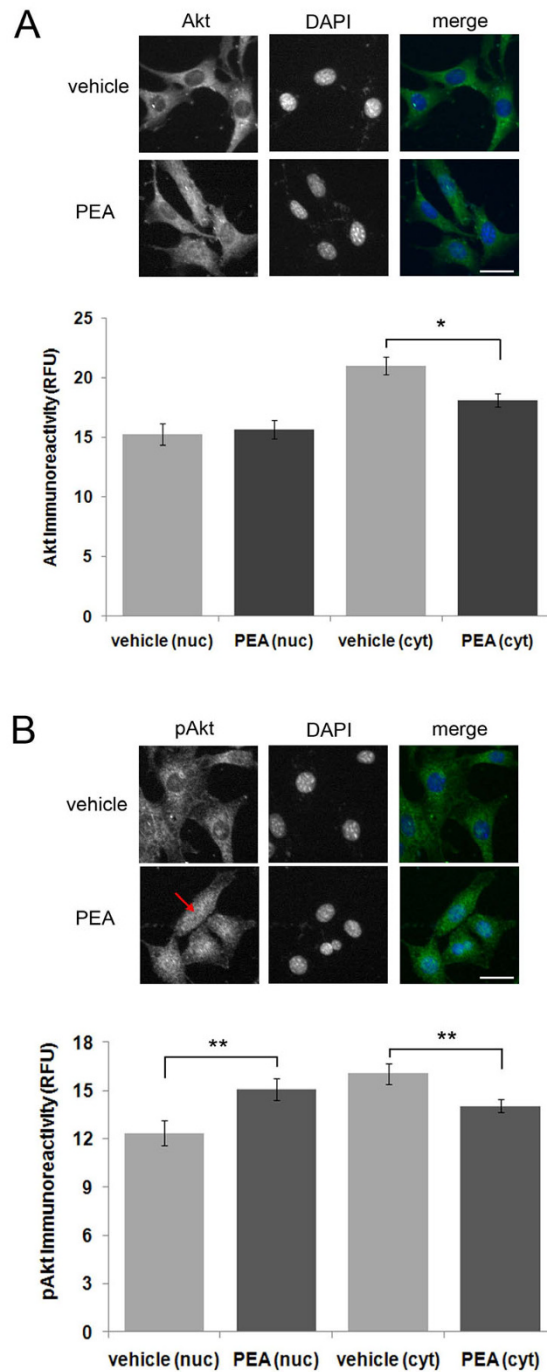 A
Akt DAPI merge
vehicle
PEA
Akt Immunoreactivity (RFU)
25
20
15
10
5
0
*
vehicle (nuc) PEA (nuc) vehicle (cyt) PEA (cyt)
B
pAkt DAPI merge
vehicle
PEA
pAkt Immunoreactivity (RFU)
18
15
12
9
6
3
0
** **
vehicle (nuc) PEA (nuc) vehicle (cyt) PEA (cyt)